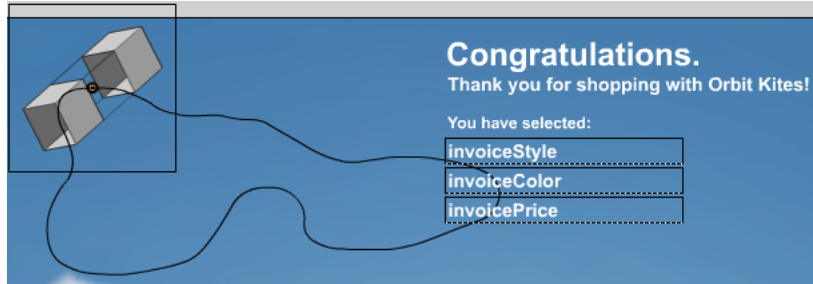 Congratulations.
Thank you for shopping with Orbit Kites!
You have selected:
invoiceStyle
invoiceColor
invoicePrice